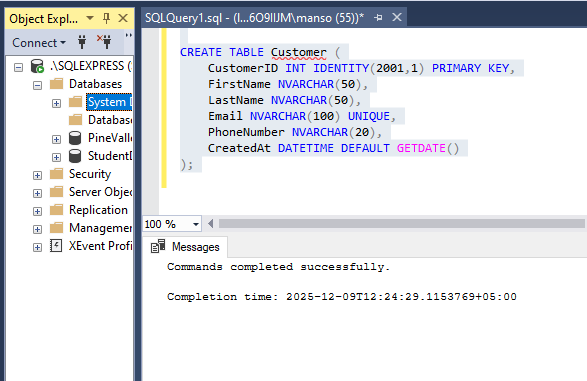 Object Expl...
SQLQuery1.sql - (l...6O9IIJM\manso (55))*
Connect
.\SQLEXPRESS (
Databases
System D
Databas
PineValle
StudentD
Security
Server Objec
Replication
Managemen
XEvent Profi
CREATE TABLE Customer (
CustomerID INT IDENTITY(2001,1) PRIMARY KEY,
FirstName NVARCHAR(50),
LastName NVARCHAR(50),
Email NVARCHAR(100) UNIQUE,
PhoneNumber NVARCHAR(20),
CreatedAt DATETIME DEFAULT GETDATE()
);
100 %
Messages
Commands completed successfully.
Completion time: 2025-12-09T12:24:29.1153769+05:00